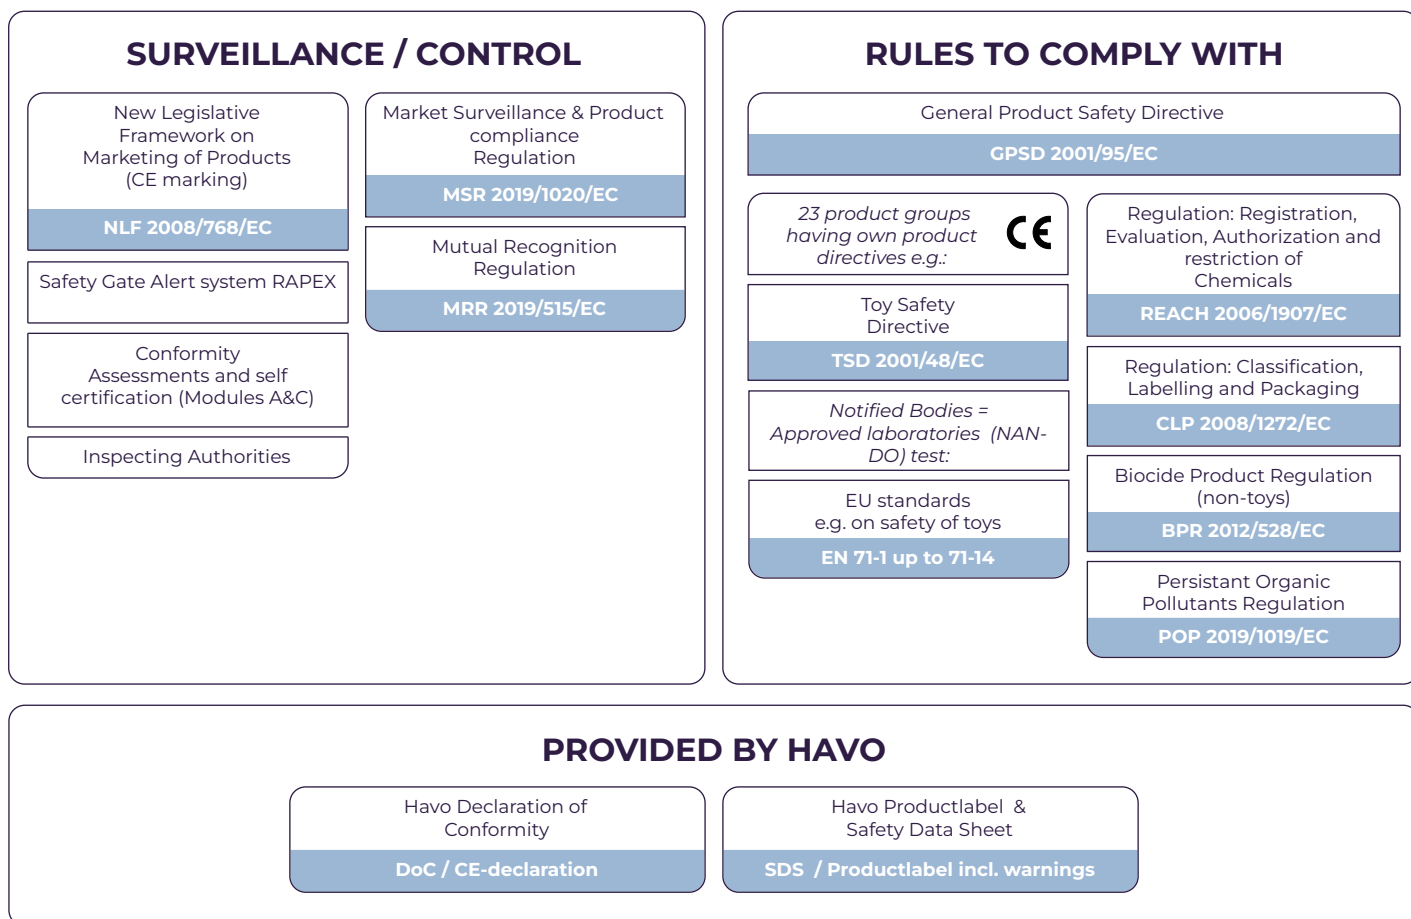 SURVEILLANCE / CONTROL
New Legislative
Framework on
Marketing of Products
(CE marking)
NLF 2008/768/EC
Safety Gate Alert system RAPEX
Conformity
Assessments and self
certification (Modules A&C)
Inspecting Authorities
Market Surveillance & Product
compliance
Regulation
MSR 2019/1020/EC
Mutual Recognition
Regulation
MRR 2019/515/EC
RULES TO COMPLY WITH
General Product Safety Directive
GPSD 2001/95/EC
23 product groups
having own product
directives e.g.:
CE
Toy Safety
Directive
TSD 2001/48/EC
Notified Bodies =
Approved laboratories (NAN-
DO) test:
EU standards
e.g. on safety of toys
EN 71-1 up to 71-14
Regulation: Registration,
Evaluation, Authorization and
restriction of
Chemicals
REACH 2006/1907/EC
Regulation: Classification,
Labelling and Packaging
CLP 2008/1272/EC
Biocide Product Regulation
(non-toys)
BPR 2012/528/EC
Persistant Organic
Pollutants Regulation
POP 2019/1019/EC
PROVIDED BY HAVO
Havo Declaration of
Conformity
DoC / CE-declaration
Havo Productlabel &
Safety Data Sheet
SDS / Productlabel incl. warnings